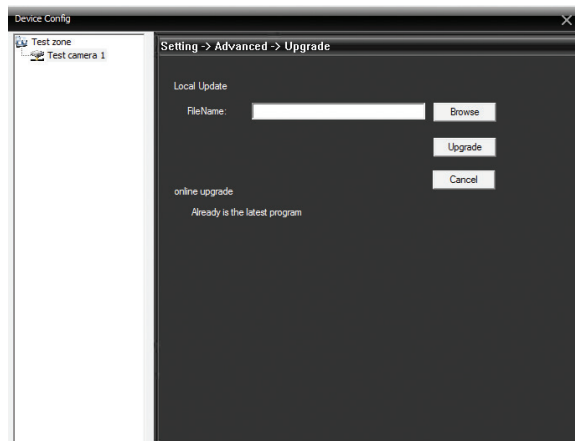 Device Config
Test zone
Test camera 1
Setting -> Advanced -> Upgrade
Local Update
FileName:
Browse
Upgrade
Cancel
online upgrade
Already is the latest program